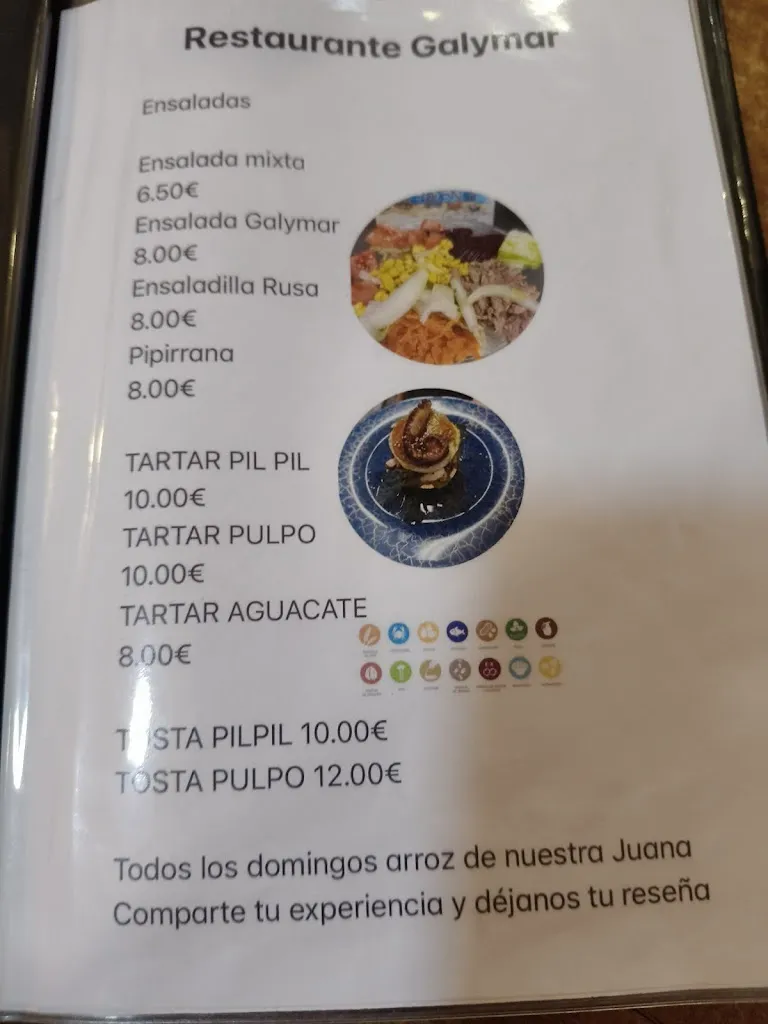 Restaurante Galymar
Ensaladas
Ensalada mixta
6.50€
Ensalada Galymar
8.00€
Ensaladilla Rusa
8.00€
Pipirrana
8.00€
TARTAR PIL PIL
10.00€
TARTAR PULPO
10.00€
TARTAR AGUACATE
8.00€
TOSTA PILPIL 10.00€
TOSTA PULPO 12.00€
Todos los domingos arroz de nuestra Juana
Comparte tu experiencia y déjanos tu reseña